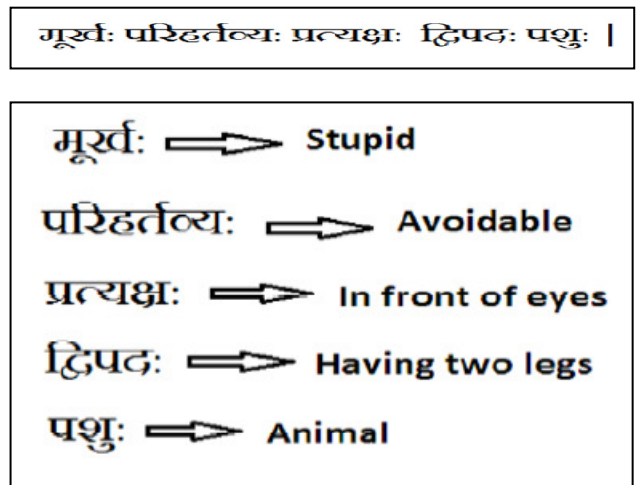 मूर्खः परिहर्तव्यः प्रत्यक्षः द्विपदः पशुः |
मूर्खः Stupid
परिहर्तव्यः Avoidable
प्रत्यक्षः In front of eyes
द्विपदः Having two legs
पशुः Animal